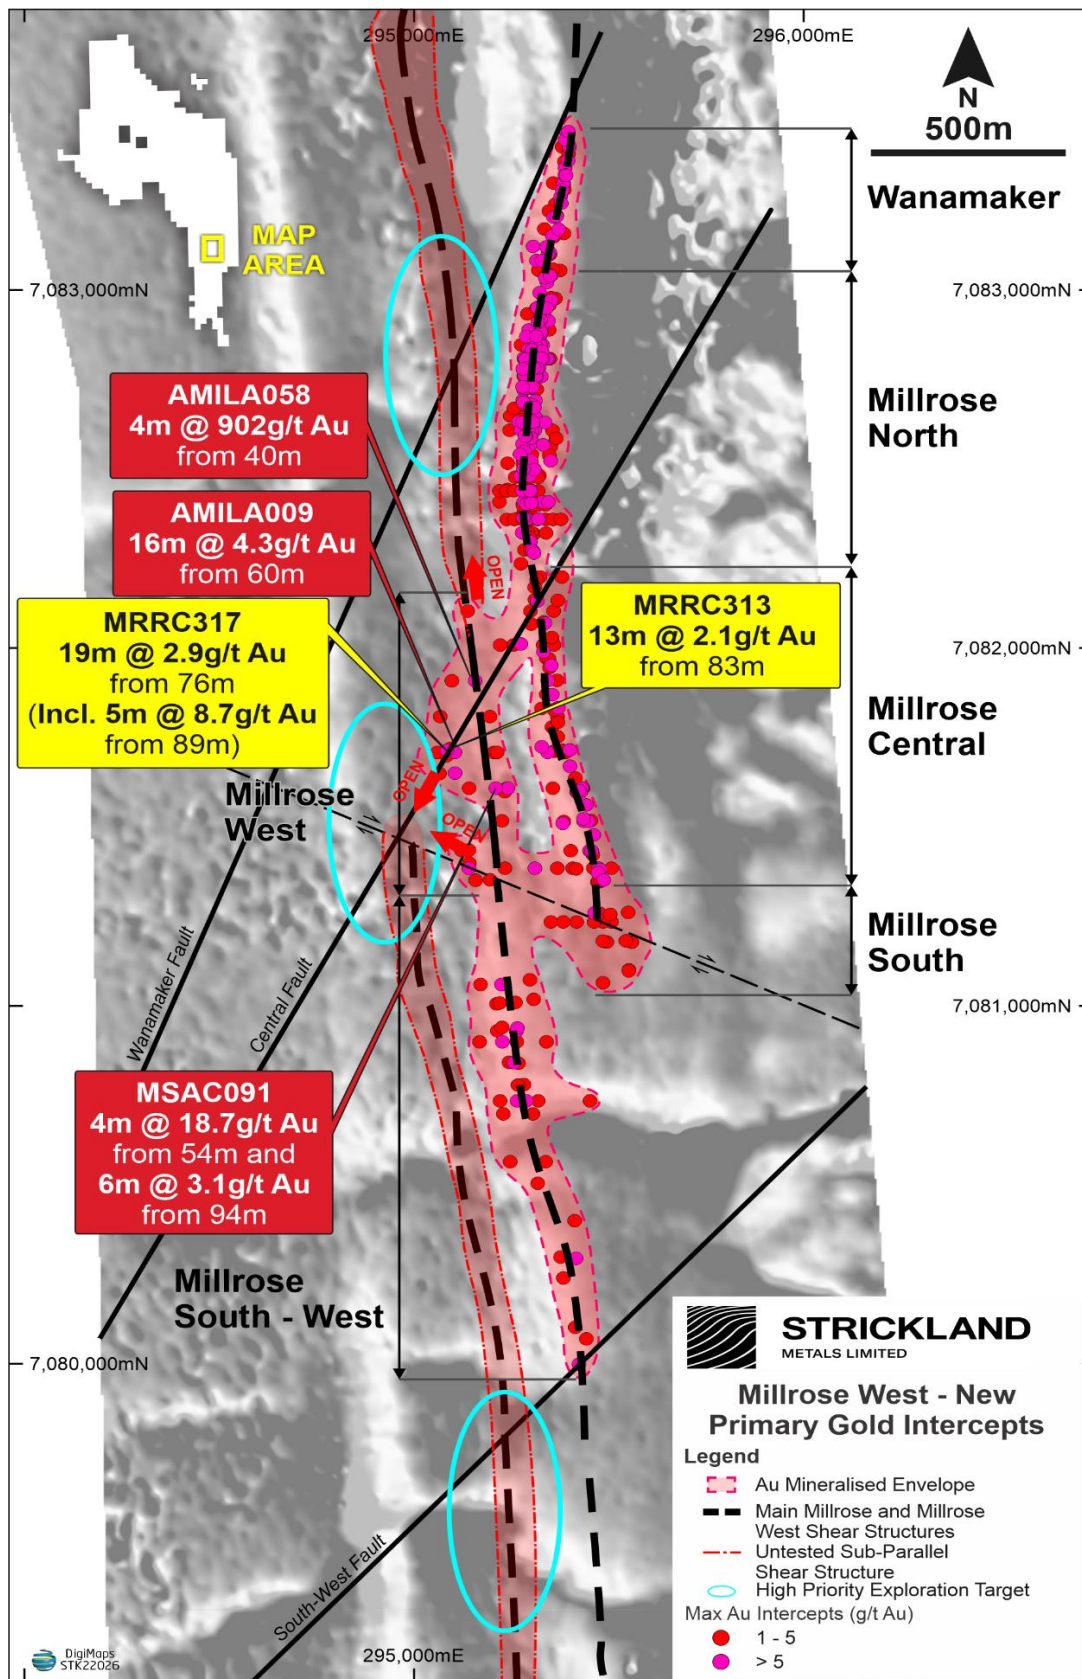 295,000mE
296,000mE
N
500m
MAP
AREA
Wanamaker
7,083,000mN
7,083,000mN
AMILA058
4m @ 902g/t Au
from 40m
Millrose
North
AMILA009
16m @ 4.3g/t Au
from 60m
OPEN
MRRC317
19m @ 2.9g/t Au
from 76m
(Incl. 5m @ 8.7g/t Au
from 89m)
MRRC313
13m @ 2.1g/t Au
from 83m
7,082,000mN
Millrose
Central
OPEN
OPEN
Millrose
West
Millrose
South
Wanamaker Fault
Central Fault
7,081,000mN
7,081,000mN
MSAC091
4m @ 18.7g/t Au
from 54m and
6m @ 3.1g/t Au
from 94m
Millrose
South - West
7,080,000mN
South-West Fault
295,000mE
DigiMaps
STK22026
STRICKLAND
METALS LIMITED
Millrose West - New
Primary Gold Intercepts
Legend
Au Mineralised Envelope
Main Millrose and Millrose
West Shear Structures
Untested Sub-Parallel
Shear Structure
High Priority Exploration Target
Max Au Intercepts (g/t Au)
1 - 5
> 5